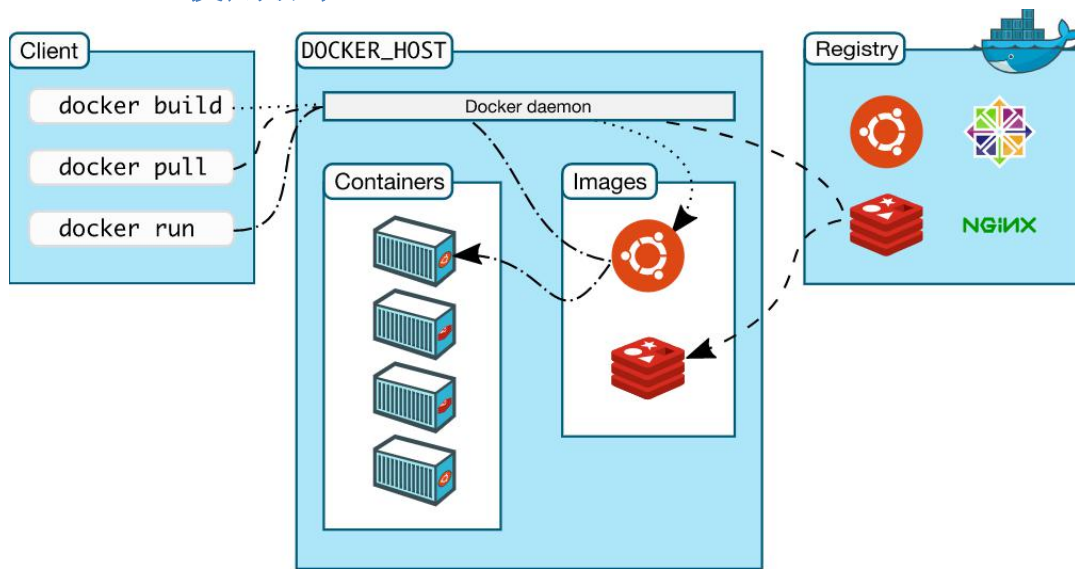 Client
docker build
docker pull
docker run
DOCKER_HOST
Docker daemon
Containers
Images
Registry
NGiNX